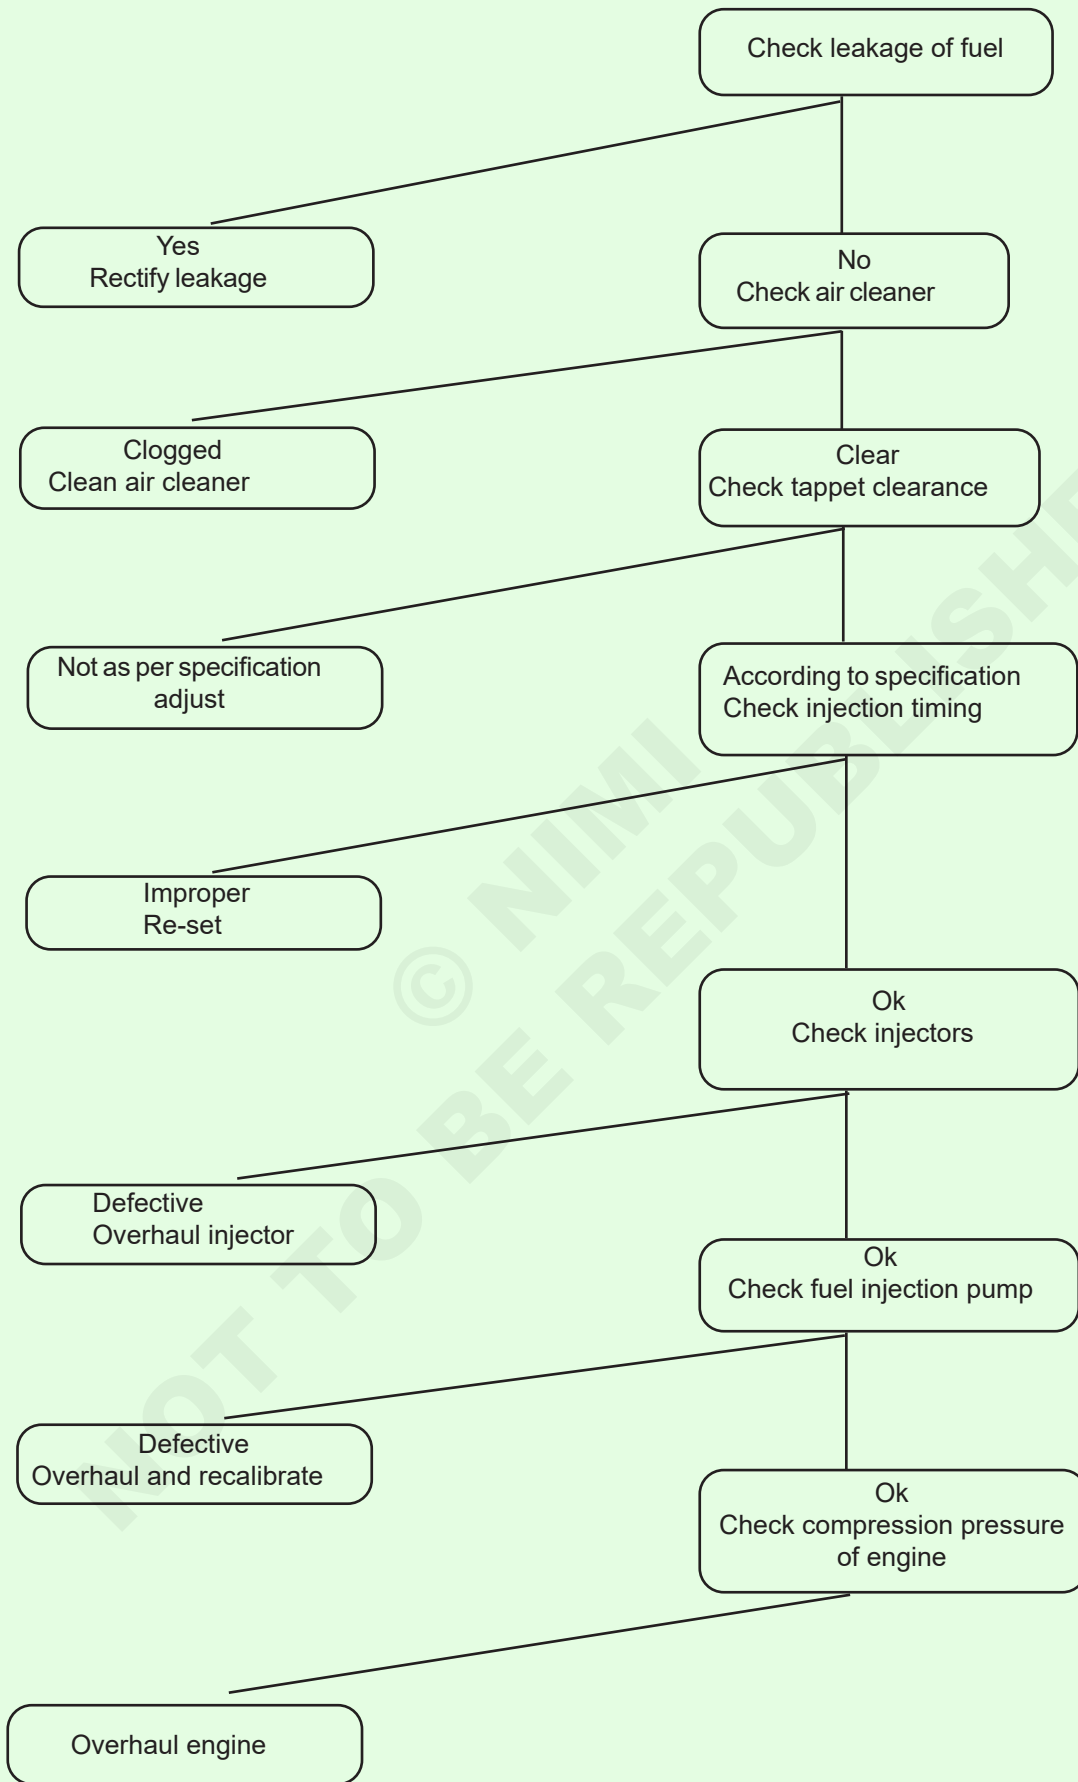 Check leakage of fuel
Yes
Rectify leakage
No
Check air cleaner
Clogged
Clean air cleaner
Clear
Check tappet clearance
Not as per specification
adjust
According to specification
Check injection timing
Improper
Re-set
Ok
Check injectors
Defective
Overhaul injector
Ok
Check fuel injection pump
Defective
Overhaul and recalibrate
Ok
Check compression pressure
of engine
Overhaul engine
© NIMI
NOT TO BE REPUBLISHE